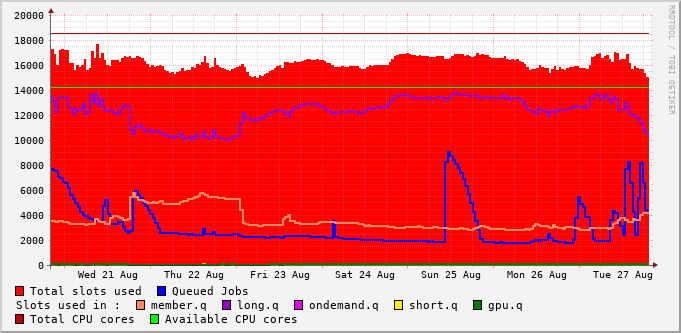 20000
18000
16000
14000
12000
10000
8000
6000
4000
2000
0
Wed 21 Aug Thu 22 Aug Fri 23 Aug Sat 24 Aug Sun 25 Aug Mon 26 Aug Tue 27 Aug
Total slots used Queued Jobs
Slots used in : member.q long.q ondemand.q short.q gpu.q
Total CPU cores Available CPU cores
RRDTOOL / TOBI OETIKER